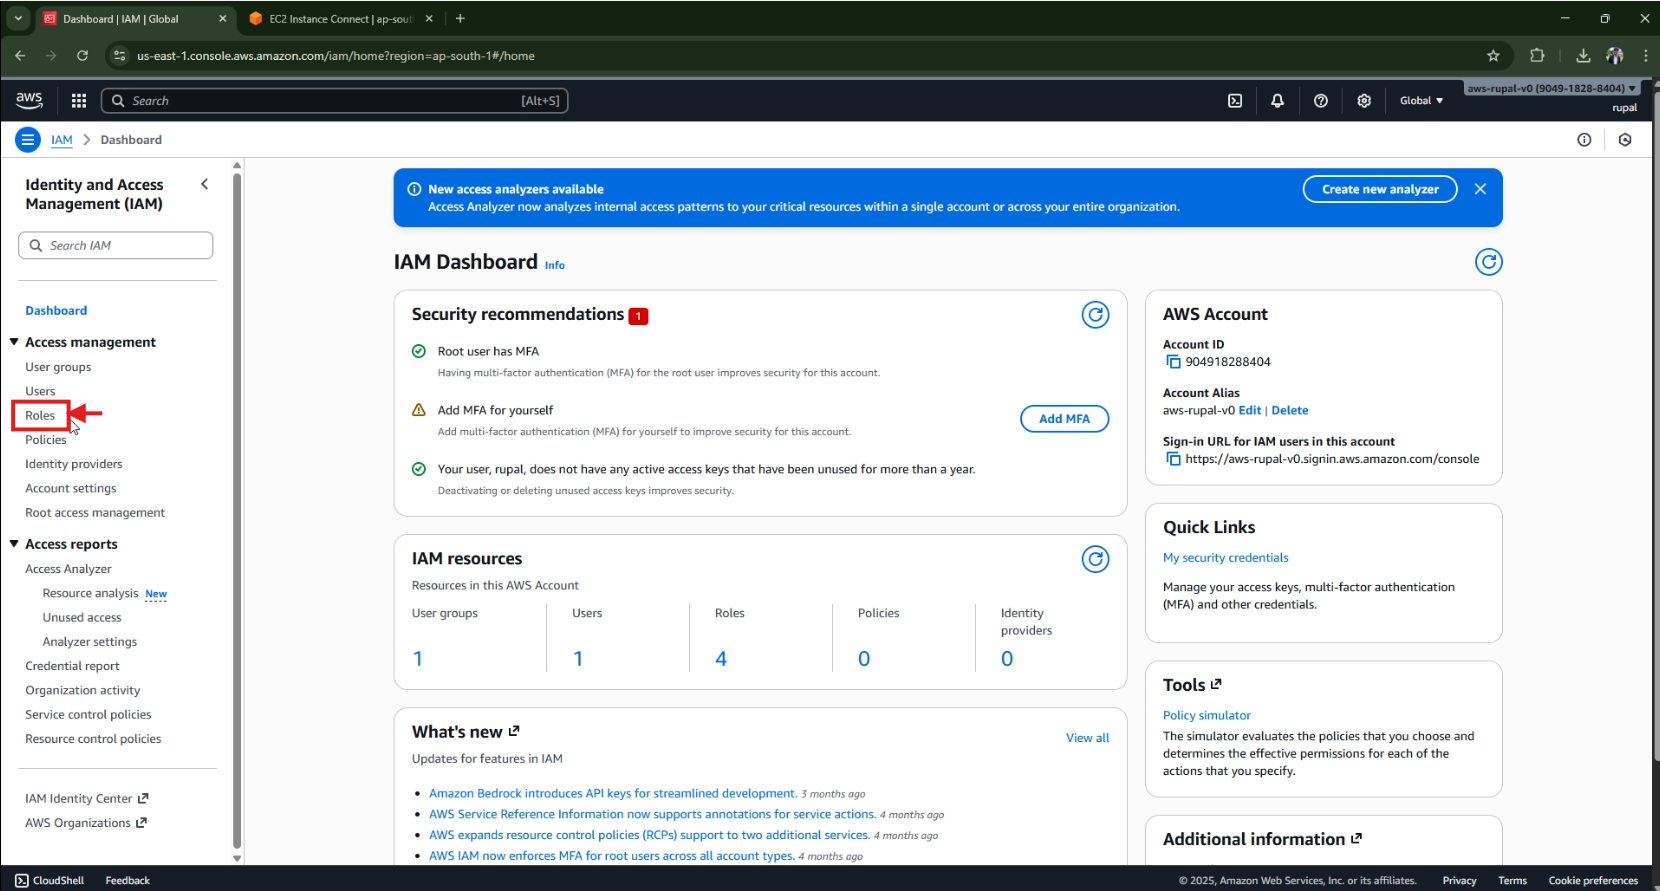 Dashboard | IAM | Global
EC2 Instance Connect | ap-sout
us-east-1.console.aws.amazon.com/iam/home?region=ap-south-1#/home
aws
Search
[Alt+S]
Global
aws-rupal-v0 (9049-1828-8404)
rupal
IAM
Dashboard
Identity and Access
Management (IAM)
Search IAM
Dashboard
Access management
User groups
Users
Roles
Policies
Identity providers
Account settings
Root access management
Access reports
Access Analyzer
Resource analysis New
Unused access
Analyzer settings
Credential report
Organization activity
Service control policies
Resource control policies
IAM Identity Center
AWS Organizations
New access analyzers available
Access Analyzer now analyzes internal access patterns to your critical resources within a single account or across your entire organization.
Create new analyzer
IAM Dashboard Info
Security recommendations 1
Root user has MFA
Having multi-factor authentication (MFA) for the root user improves security for this account.
Add MFA for yourself
Add multi-factor authentication (MFA) for yourself to improve security for this account.
Add MFA
Your user, rupal, does not have any active access keys that have been unused for more than a year.
Deactivating or deleting unused access keys improves security.
IAM resources
Resources in this AWS Account
User groups
1
Users
1
Roles
4
Policies
0
Identity
providers
0
What's new
View all
Updates for features in IAM
Amazon Bedrock introduces API keys for streamlined development. 3 months ago
AWS Service Reference Information now supports annotations for service actions. 4 months ago
AWS expands resource control policies (RCPs) support to two additional services. 4 months ago
AWS IAM now enforces MFA for root users across all account types. 4 months ago
AWS Account
Account ID
904918288404
Account Alias
aws-rupal-v0 Edit | Delete
Sign-in URL for IAM users in this account
https://aws-rupal-v0.signin.aws.amazon.com/console
Quick Links
My security credentials
Manage your access keys, multi-factor authentication
(MFA) and other credentials.
Tools
Policy simulator
The simulator evaluates the policies that you choose and
determines the effective permissions for each of the
actions that you specify.
Additional information
CloudShell
Feedback
© 2025, Amazon Web Services, Inc. or its affiliates.
Privacy
Terms
Cookie preferences